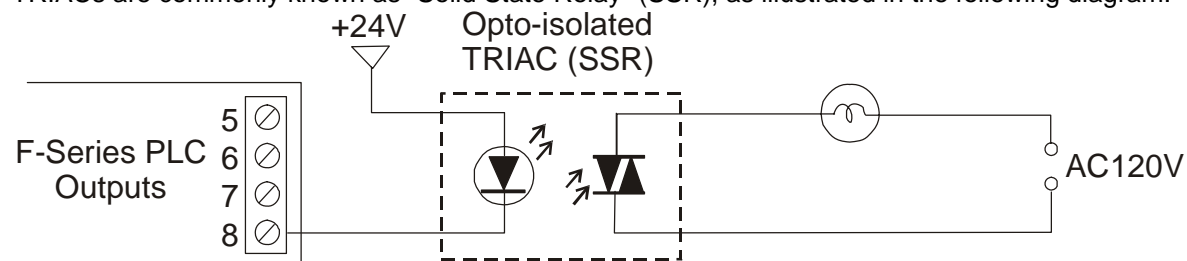 TRIACs are commonly known as "Solid State Relay" (SSR), as illustrated in the following diagram.
+24V
Opto-isolated
TRIAC (SSR)
F-Series PLC
Outputs
5
6
7
8
AC120V